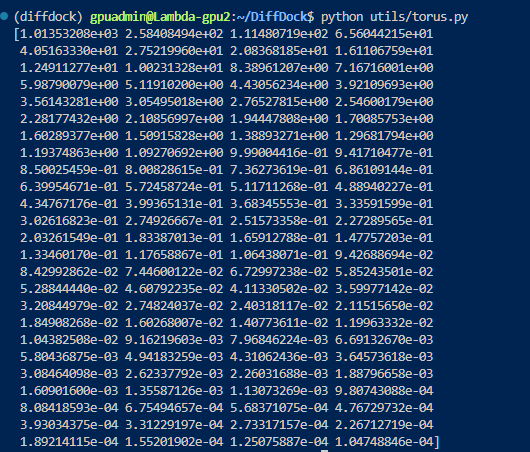 (diffdock) gpuadmin@Lambda-gpu2:~/DiffDock$ python utils/torus.py
[1.01353208e+03 2.58408494e+02 1.11480719e+02 6.56044215e+01
4.05163330e+01 2.75219960e+01 2.08368185e+01 1.61106759e+01
1.24911277e+01 1.00231328e+01 8.38961207e+00 7.16716001e+00
5.98790079e+00 5.11910200e+00 4.43056234e+00 3.92109693e+00
3.56143281e+00 3.05495018e+00 2.76527815e+00 2.54600179e+00
2.28177432e+00 2.10856997e+00 1.94447808e+00 1.70085753e+00
1.60289377e+00 1.50915828e+00 1.38893271e+00 1.29681794e+00
1.19374863e+00 1.09270692e+00 9.99004416e-01 9.41710477e-01
8.50025459e-01 8.00828615e-01 7.36273619e-01 6.86109144e-01
6.39954671e-01 5.72458724e-01 5.11711268e-01 4.88940227e-01
4.34767176e-01 3.99365131e-01 3.68345553e-01 3.33591599e-01
3.02616823e-01 2.74926667e-01 2.51573358e-01 2.27289565e-01
2.03261549e-01 1.83387013e-01 1.65912788e-01 1.47757203e-01
1.33460170e-01 1.17658867e-01 1.06438071e-01 9.42688694e-02
8.42992862e-02 7.44600122e-02 6.72997238e-02 5.85243501e-02
5.28844440e-02 4.60792235e-02 4.11330502e-02 3.59977142e-02
3.20844979e-02 2.74824037e-02 2.40318117e-02 2.11515650e-02
1.84908268e-02 1.60268007e-02 1.40773611e-02 1.19963332e-02
1.04382508e-02 9.16219603e-03 7.96846224e-03 6.69132670e-03
5.80436875e-03 4.94183259e-03 4.31062436e-03 3.64573618e-03
3.08464098e-03 2.62337792e-03 2.26031688e-03 1.88796658e-03
1.60901600e-03 1.35587126e-03 1.13073269e-03 9.80743088e-04
8.08418593e-04 6.75494657e-04 5.68371075e-04 4.76729732e-04
3.93034375e-04 3.31229197e-04 2.73317157e-04 2.26712719e-04
1.89214115e-04 1.55201902e-04 1.25075887e-04 1.04748846e-04]